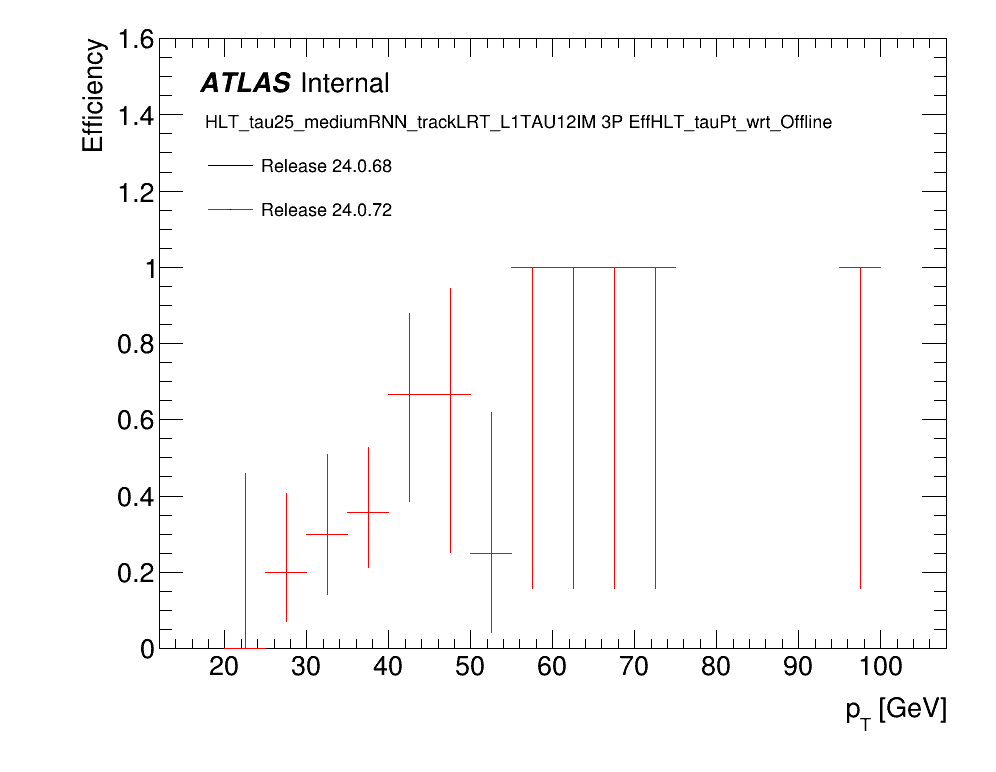 Efficiency
1.6
1.4
1.2
1
0.8
0.6
0.4
0.2
0
ATLAS Internal
HLT_tau25_mediumRNN_trackLRT_L1TAU12IM 3P EffHLT_tauPt_wrt_Offline
Release 24.0.68
Release 24.0.72
20 30 40 50 60 70 80 90 100
p_T [GeV]